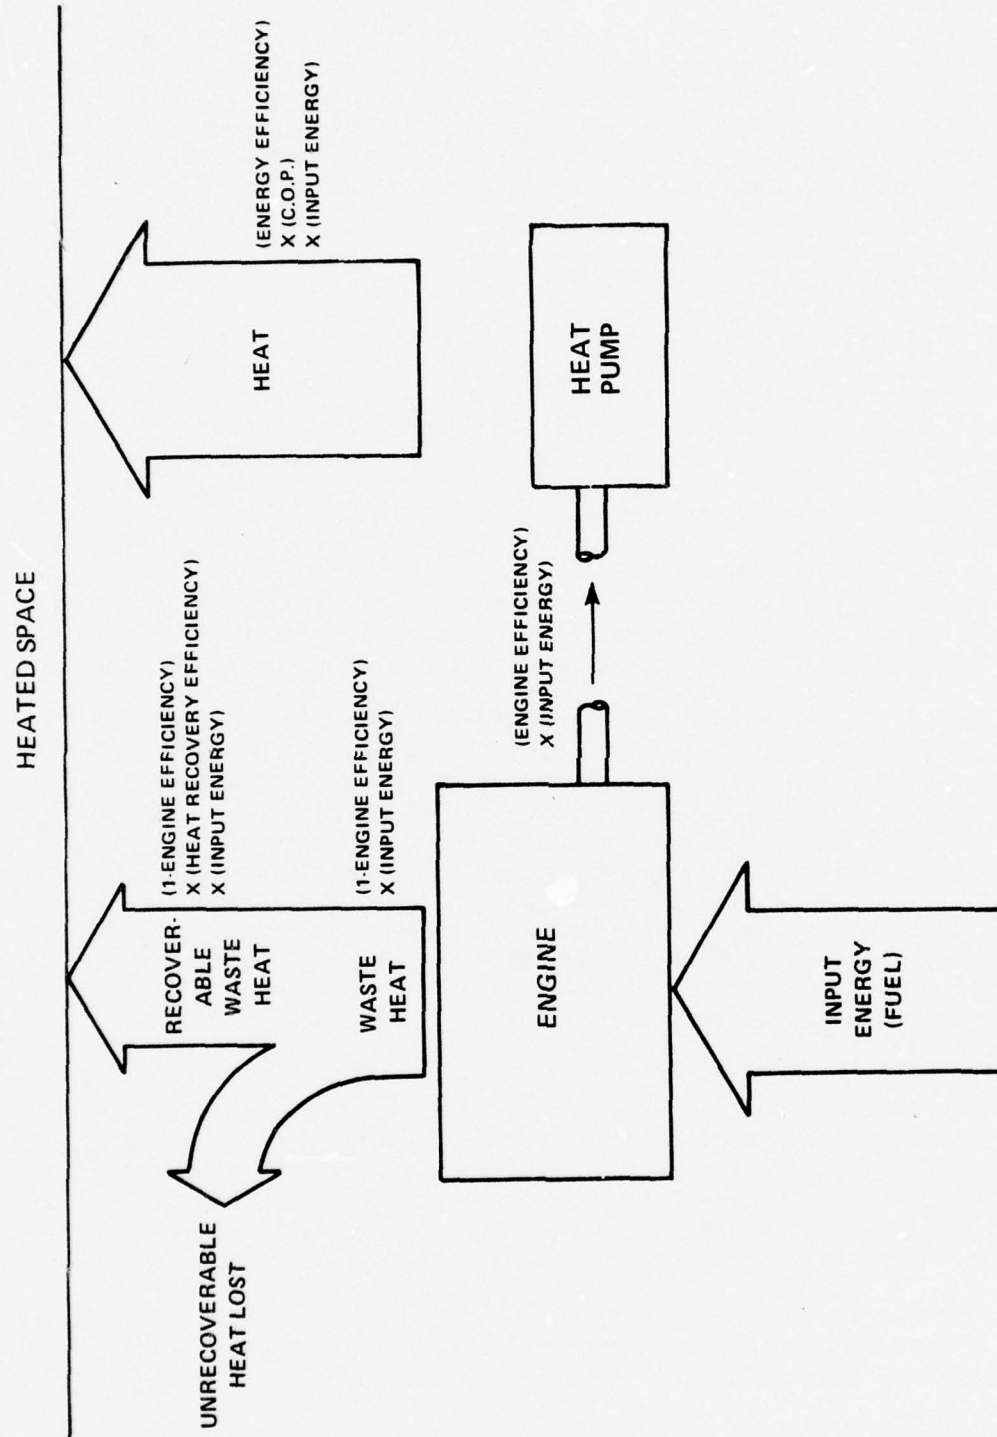 HEATED SPACE
UNRECOVERABLE
HEAT LOST
RECOVER-
ABLE
WASTE
HEAT
(1-ENGINE EFFICIENCY)
X (HEAT RECOVERY EFFICIENCY)
X (INPUT ENERGY)
WASTE
HEAT
(1-ENGINE EFFICIENCY)
X (INPUT ENERGY)
HEAT
(ENERGY EFFICIENCY)
X (C.O.P.)
X (INPUT ENERGY)
ENGINE
(ENGINE EFFICIENCY)
X (INPUT ENERGY)
HEAT
PUMP
INPUT
ENERGY
(FUEL)